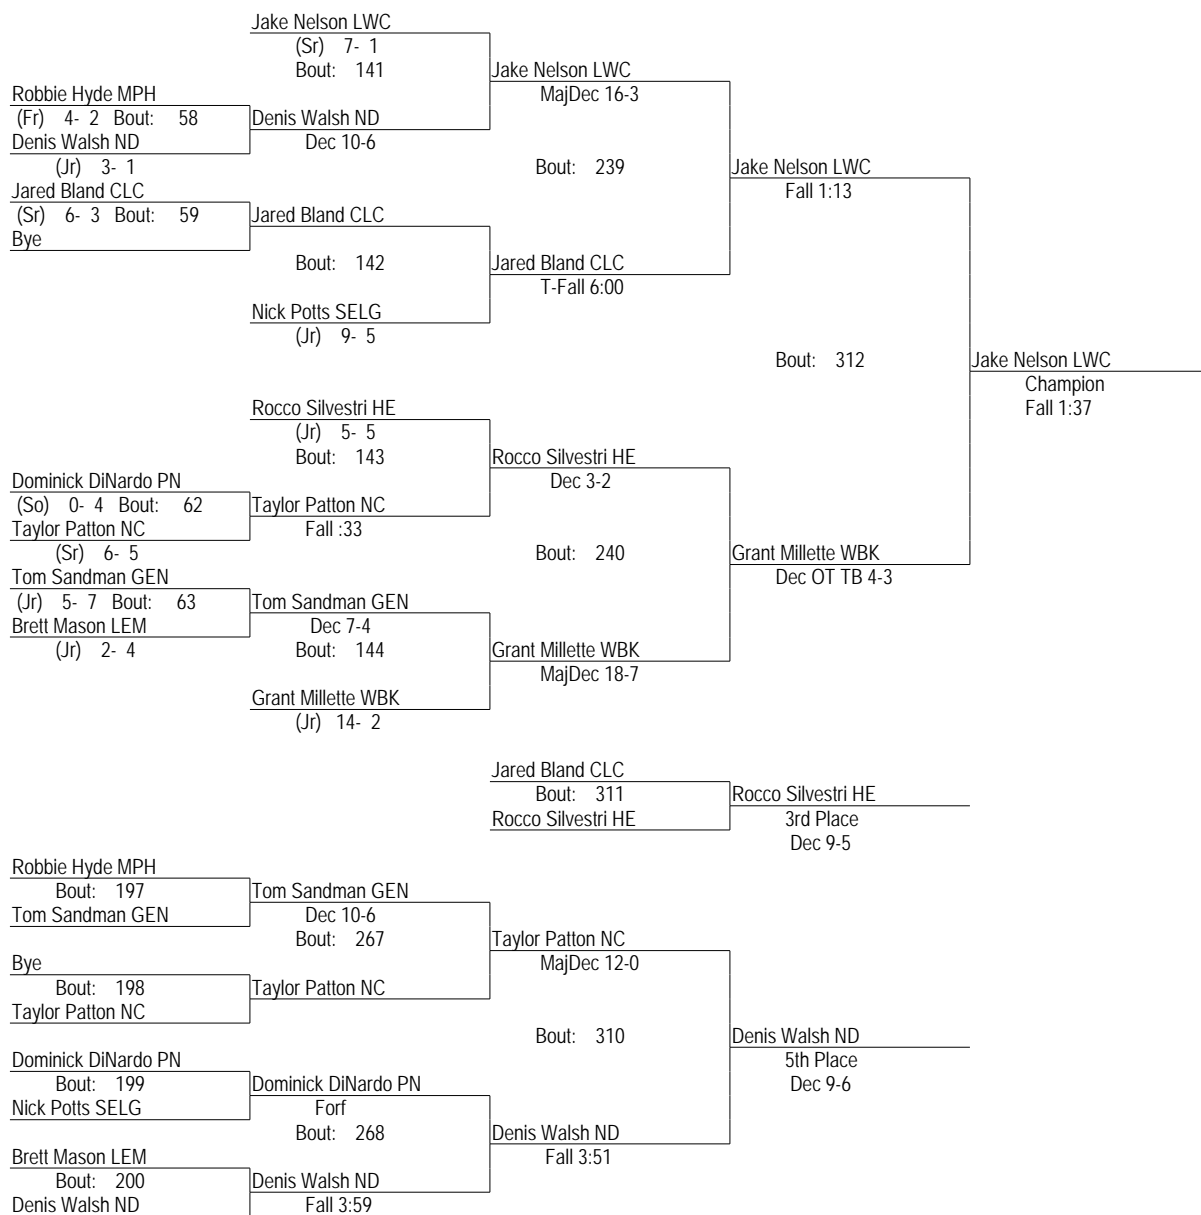 Jake Nelson LWC
(Sr) 7- 1
Bout: 141
Jake Nelson LWC
MajDec 16-3
Robbie Hyde MPH
(Fr) 4- 2 Bout: 58
Denis Walsh ND
Denis Walsh ND
Dec 10-6
(Jr) 3- 1
Bout: 239
Jake Nelson LWC
Fall 1:13
Jared Bland CLC
(Sr) 6- 3 Bout: 59
Jared Bland CLC
Bye
Bout: 142
Jared Bland CLC
T-Fall 6:00
Nick Potts SELG
(Jr) 9- 5
Bout: 312
Jake Nelson LWC
Champion
Fall 1:37
Rocco Silvestri HE
(Jr) 5- 5
Bout: 143
Rocco Silvestri HE
Dec 3-2
Dominick DiNardo PN
(So) 0- 4 Bout: 62
Taylor Patton NC
Taylor Patton NC
Fall :33
(Sr) 6- 5
Bout: 240
Grant Millette WBK
Dec OT TB 4-3
Tom Sandman GEN
(Jr) 5- 7 Bout: 63
Tom Sandman GEN
Brett Mason LEM
Dec 7-4
(Jr) 2- 4
Bout: 144
Grant Millette WBK
MajDec 18-7
Grant Millette WBK
(Jr) 14- 2
Jared Bland CLC
Bout: 311
Rocco Silvestri HE
Rocco Silvestri HE
3rd Place
Dec 9-5
Robbie Hyde MPH
Bout: 197
Tom Sandman GEN
Tom Sandman GEN
Dec 10-6
Bout: 267
Taylor Patton NC
MajDec 12-0
Bye
Bout: 198
Taylor Patton NC
Taylor Patton NC
Bout: 310
Denis Walsh ND
5th Place
Dec 9-6
Dominick DiNardo PN
Bout: 199
Dominick DiNardo PN
Nick Potts SELG
Forf
Bout: 268
Denis Walsh ND
Fall 3:51
Brett Mason LEM
Bout: 200
Denis Walsh ND
Denis Walsh ND
Fall 3:59